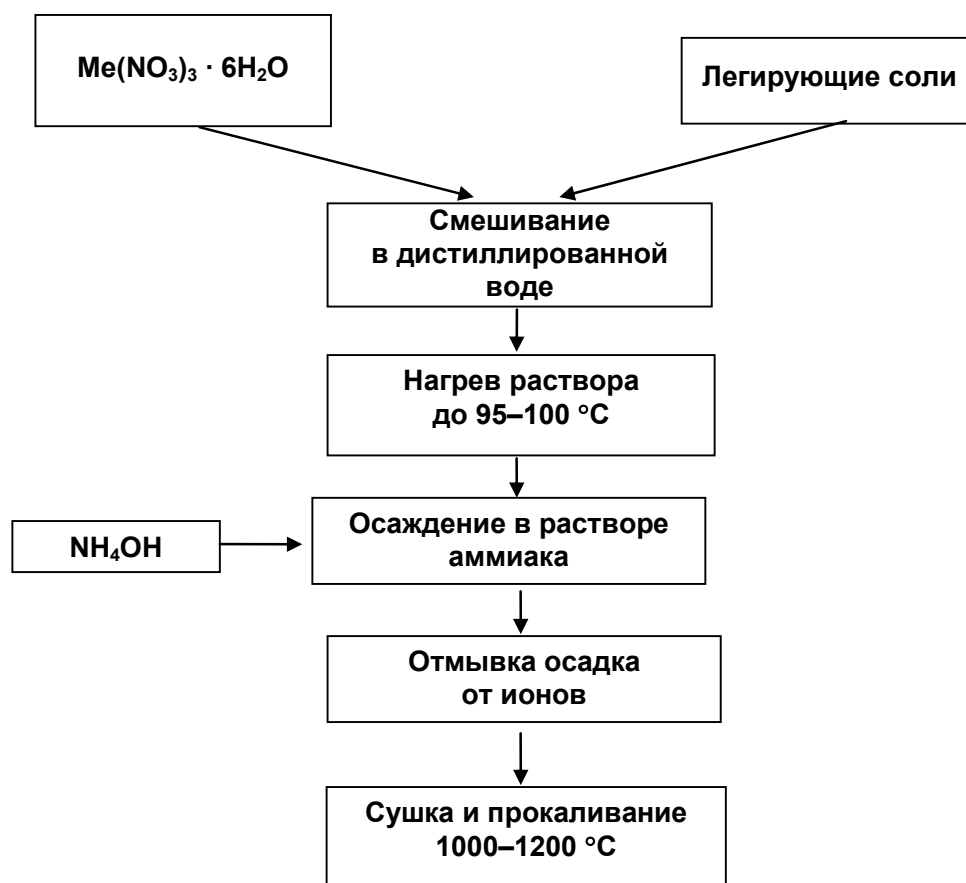 Me(NO₃)₃ · 6H₂O
Легирующие соли
Смешивание
в дистиллированной
воде
Нагрев раствора
до 95–100 °С
Осаждение в растворе
аммиака
NH₄OH
Отмывка осадка
от ионов
Сушка и прокаливание
1000–1200 °С